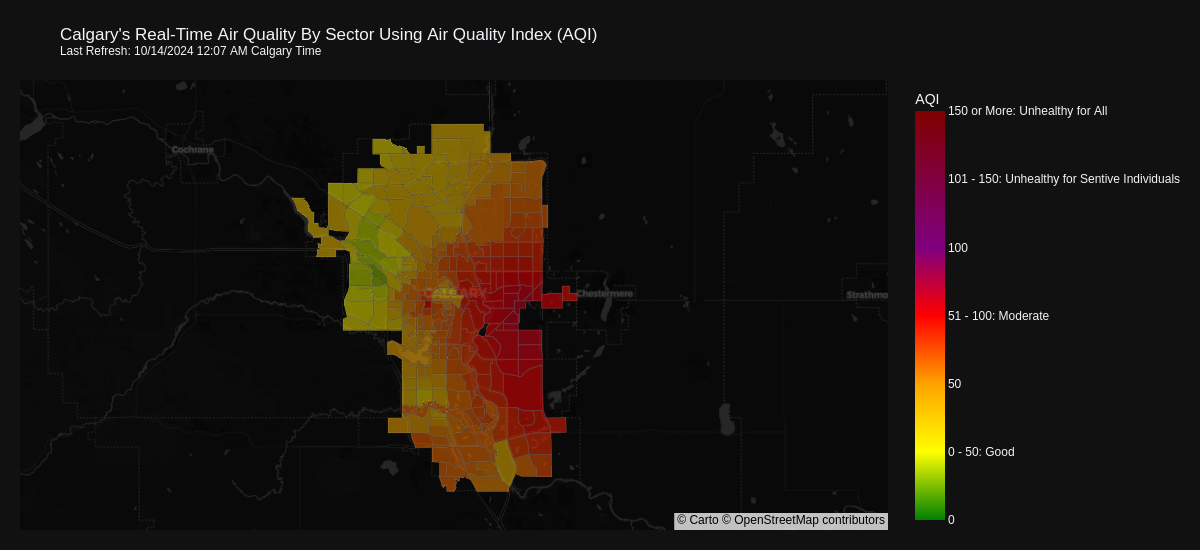 Calgary's Real-Time Air Quality By Sector Using Air Quality Index (AQI)
Last Refresh: 10/14/2024 12:07 AM Calgary Time
AQI
150 or More: Unhealthy for All
Cochrane
101 - 150: Unhealthy for Sentive Individuals
100
CALGARY
Chestermere
Strathmo
51 - 100: Moderate
50
0 - 50: Good
0
© Carto © OpenStreetMap contributors